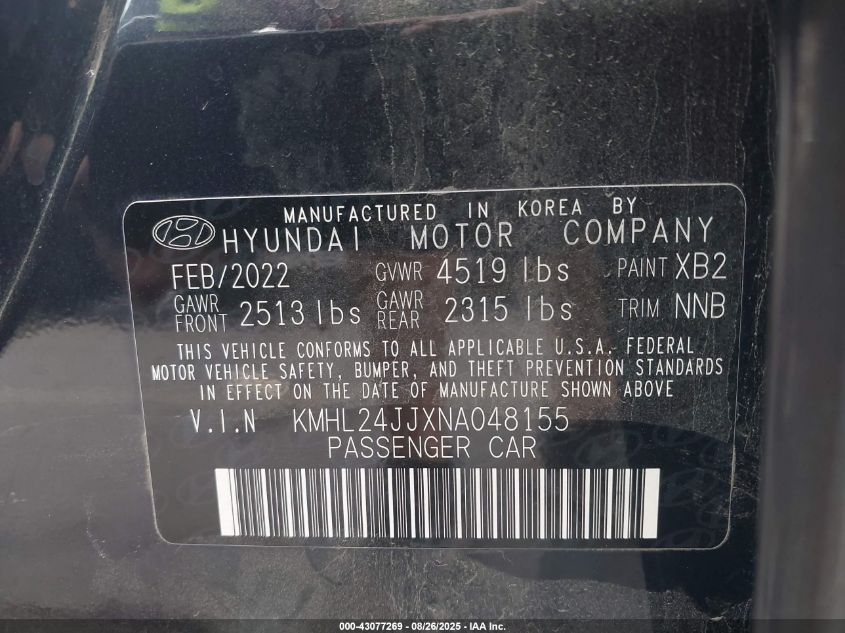 MANUFACTURED IN KOREA BY
HYUNDAI MOTOR COMPANY
FEB/2022 GVWR 4519 lbs PAINT XB2
GAWR FRONT 2513 lbs GAWR REAR 2315 lbs TRIM NNB
THIS VEHICLE CONFORMS TO ALL APPLICABLE U.S.A. FEDERAL
MOTOR VEHICLE SAFETY, BUMPER, AND THEFT PREVENTION STANDARDS
IN EFFECT ON THE DATE OF MANUFACTURING SHOWN ABOVE
V.I.N KMHL24JJXNA048155
PASSENGER CAR
000-43077269 - 08/26/2025 - IAA Inc.